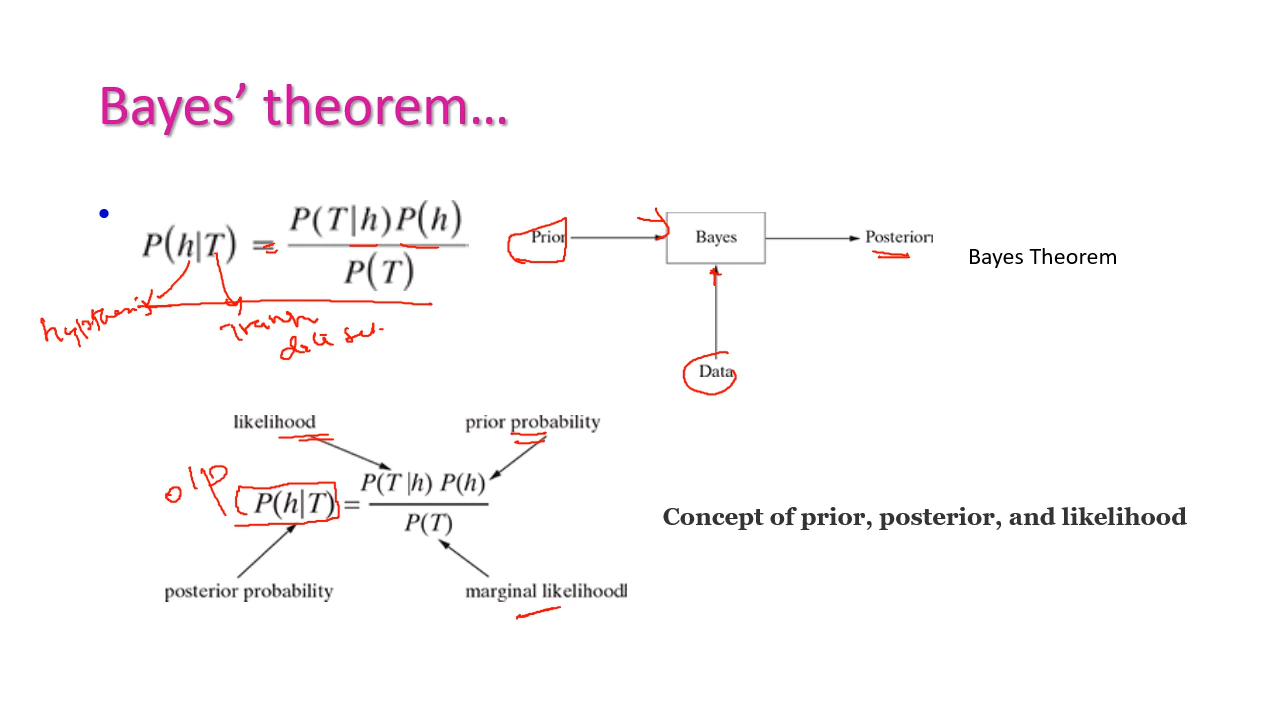 Bayes’ theorem...
• P(h|T) = P(T|h)P(h) / P(T)
Prior
Bayes
Posterior
Bayes Theorem
hypothesis
data set.
Data
likelihood
prior probability
o/p
P(h|T) = P(T|h) P(h) / P(T)
Concept of prior, posterior, and likelihood
posterior probability
marginal likelihood